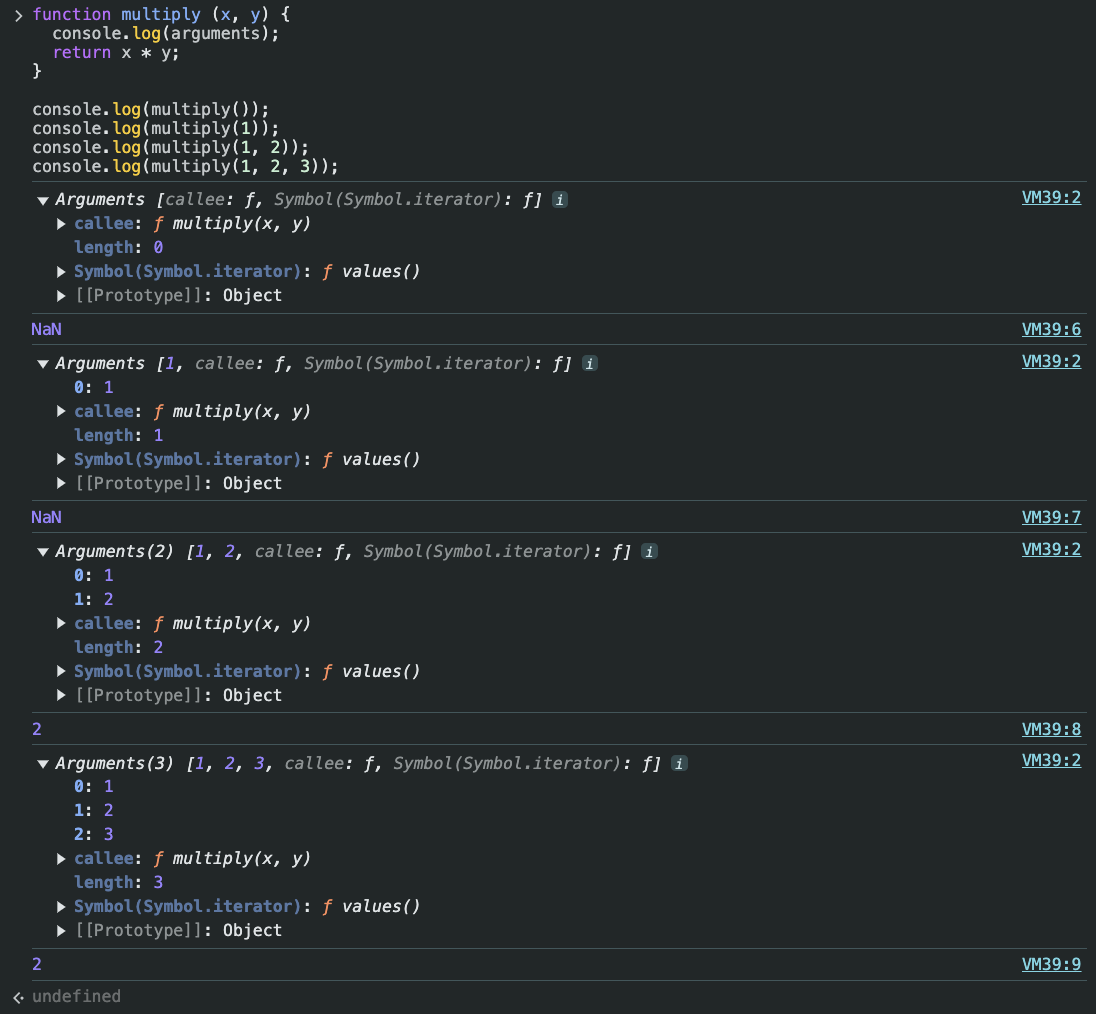 > function multiply (x, y) {
  console.log(arguments);
  return x * y;
}
console.log(multiply());
console.log(multiply(1));
console.log(multiply(1, 2));
console.log(multiply(1, 2, 3));
▼ Arguments [callee: ƒ, Symbol(Symbol.iterator): ƒ] i VM39:2
▶ callee: ƒ multiply(x, y)
length: 0
▶ Symbol(Symbol.iterator): ƒ values()
▶ [[Prototype]]: Object
NaN VM39:6
▼ Arguments [1, callee: ƒ, Symbol(Symbol.iterator): ƒ] i VM39:2
0: 1
▶ callee: ƒ multiply(x, y)
length: 1
▶ Symbol(Symbol.iterator): ƒ values()
▶ [[Prototype]]: Object
NaN VM39:7
▼ Arguments(2) [1, 2, callee: ƒ, Symbol(Symbol.iterator): ƒ] i VM39:2
0: 1
1: 2
▶ callee: ƒ multiply(x, y)
length: 2
▶ Symbol(Symbol.iterator): ƒ values()
▶ [[Prototype]]: Object
2 VM39:8
▼ Arguments(3) [1, 2, 3, callee: ƒ, Symbol(Symbol.iterator): ƒ] i VM39:2
0: 1
1: 2
2: 3
▶ callee: ƒ multiply(x, y)
length: 3
▶ Symbol(Symbol.iterator): ƒ values()
▶ [[Prototype]]: Object
2 VM39:9
undefined